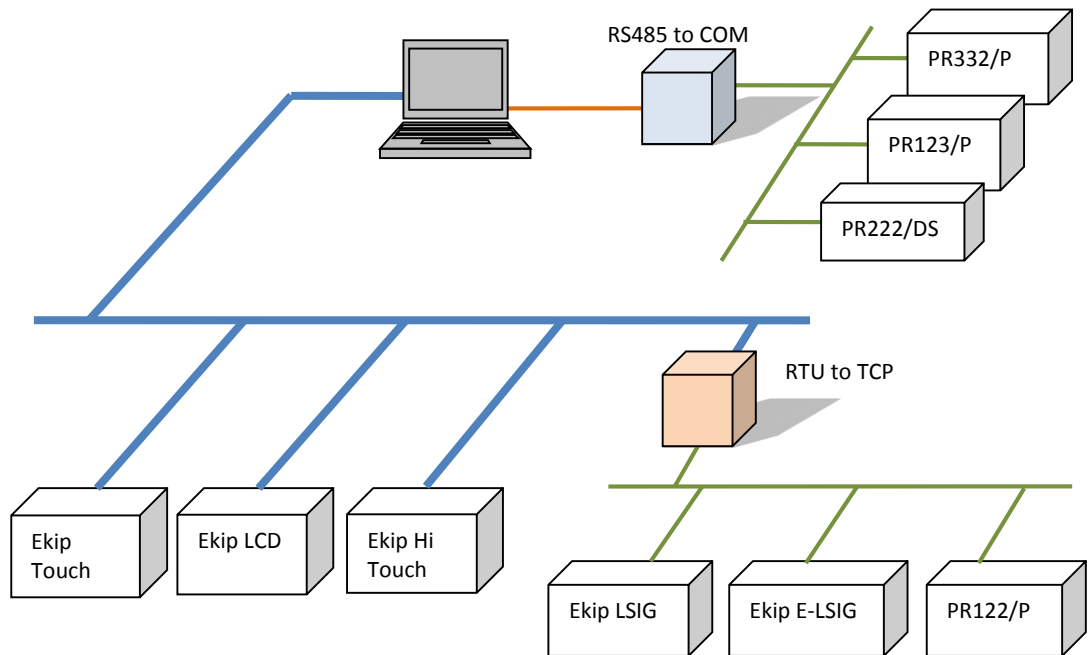 RS485 to COM
PR332/P
PR123/P
PR222/DS
RTU to TCP
Ekip
Touch
Ekip LCD
Ekip Hi
Touch
Ekip LSIG
Ekip E-LSIG
PR122/P